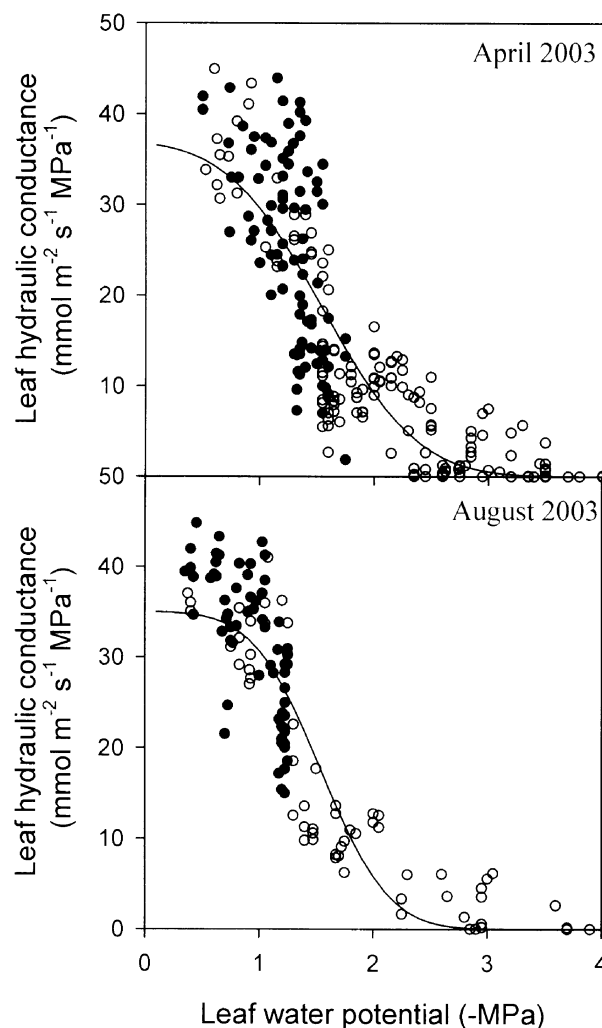 April 2003
Leaf hydraulic conductance
(mmol m⁻² s⁻¹ MPa⁻¹)
50
40
30
20
10
50
August 2003
Leaf hydraulic conductance
(mmol m⁻² s⁻¹ MPa⁻¹)
40
30
20
10
0
0 1 2 3 4
Leaf water potential (-MPa)